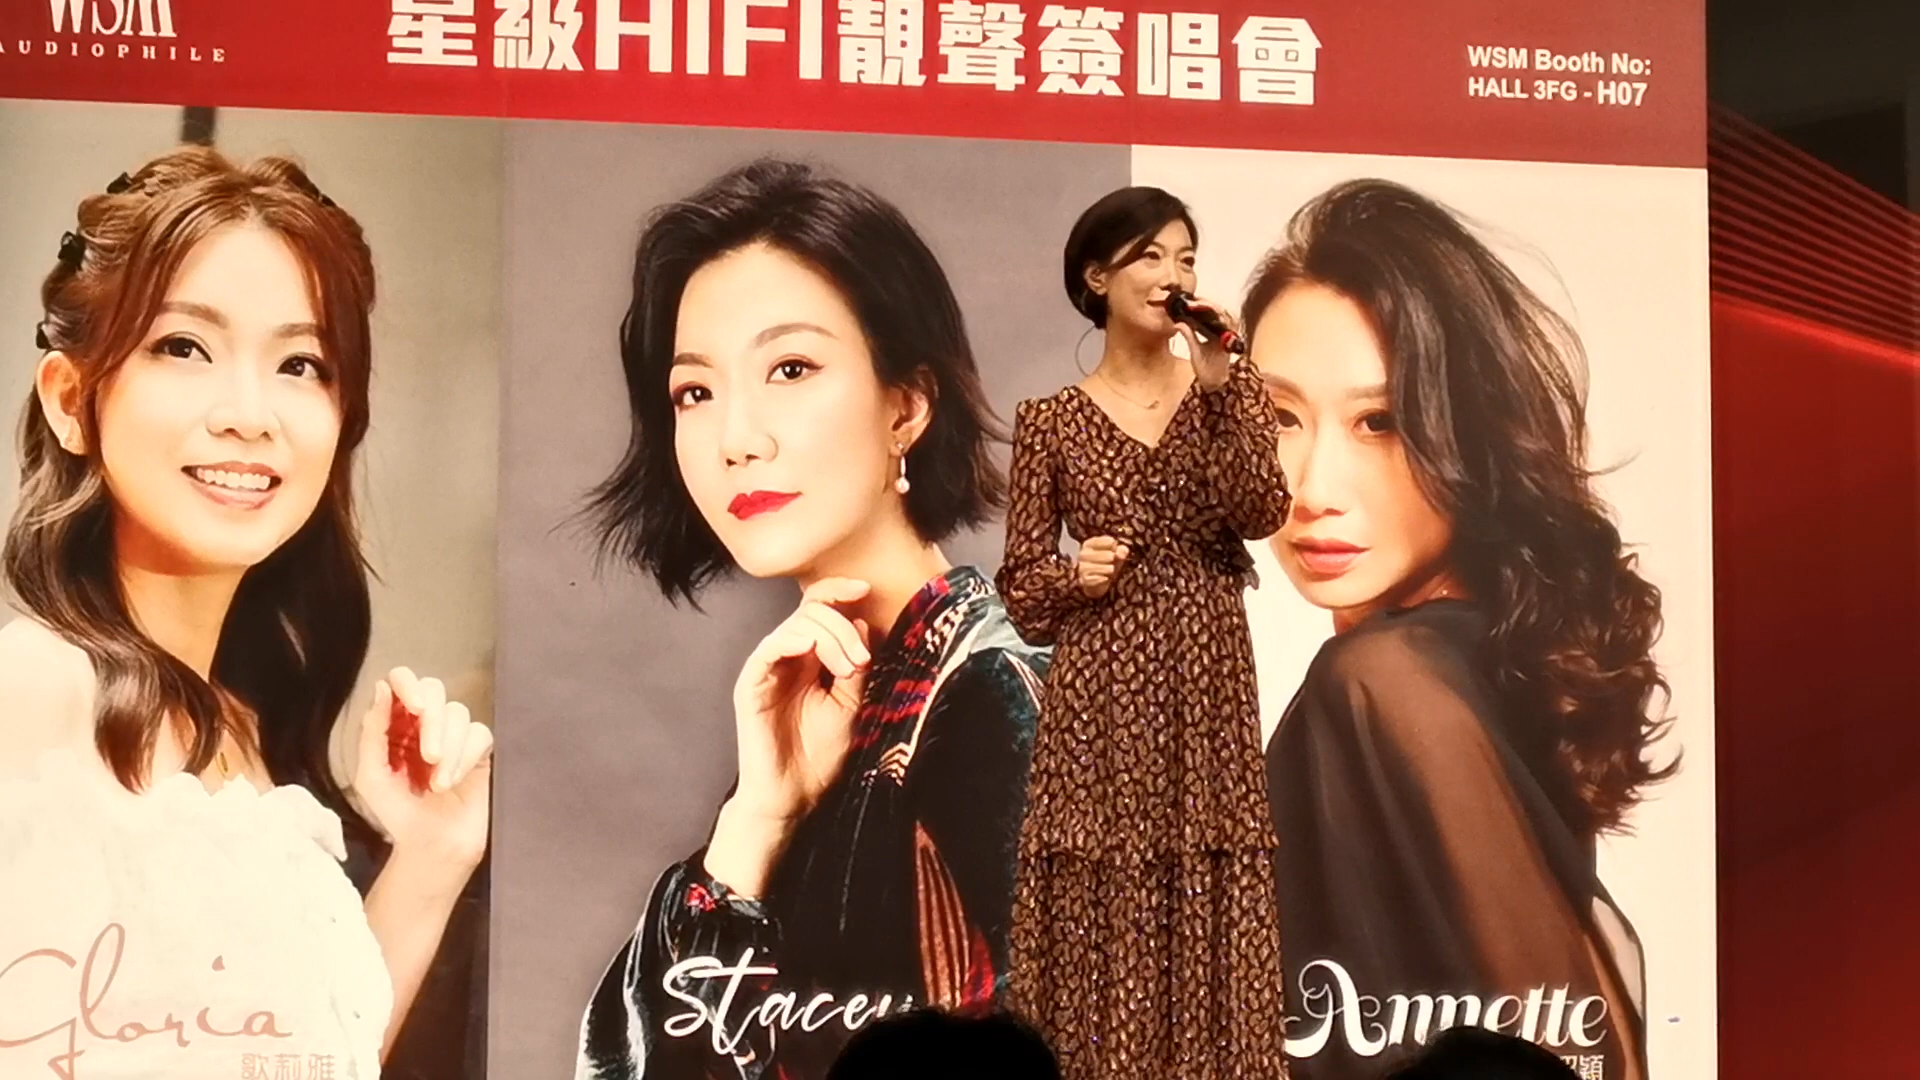 WSM
AUDIOPHILE
星級HIFI靚聲簽唱會
WSM Booth No:
HALL 3FG - H07
Gloria
歌莉雅
Stacey
Annette